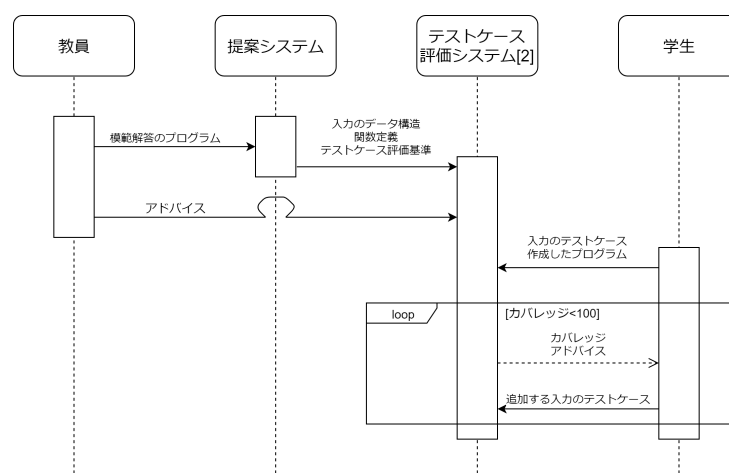 教員
提案システム
テストケース
評価システム[2]
学生
模範解答のプログラム
入力のデータ構造
関数定義
テストケース評価基準
アドバイス
入力のテストケース
作成したプログラム
loop
[カバレッジ<100]
カバレッジ
アドバイス
追加する入力のテストケース